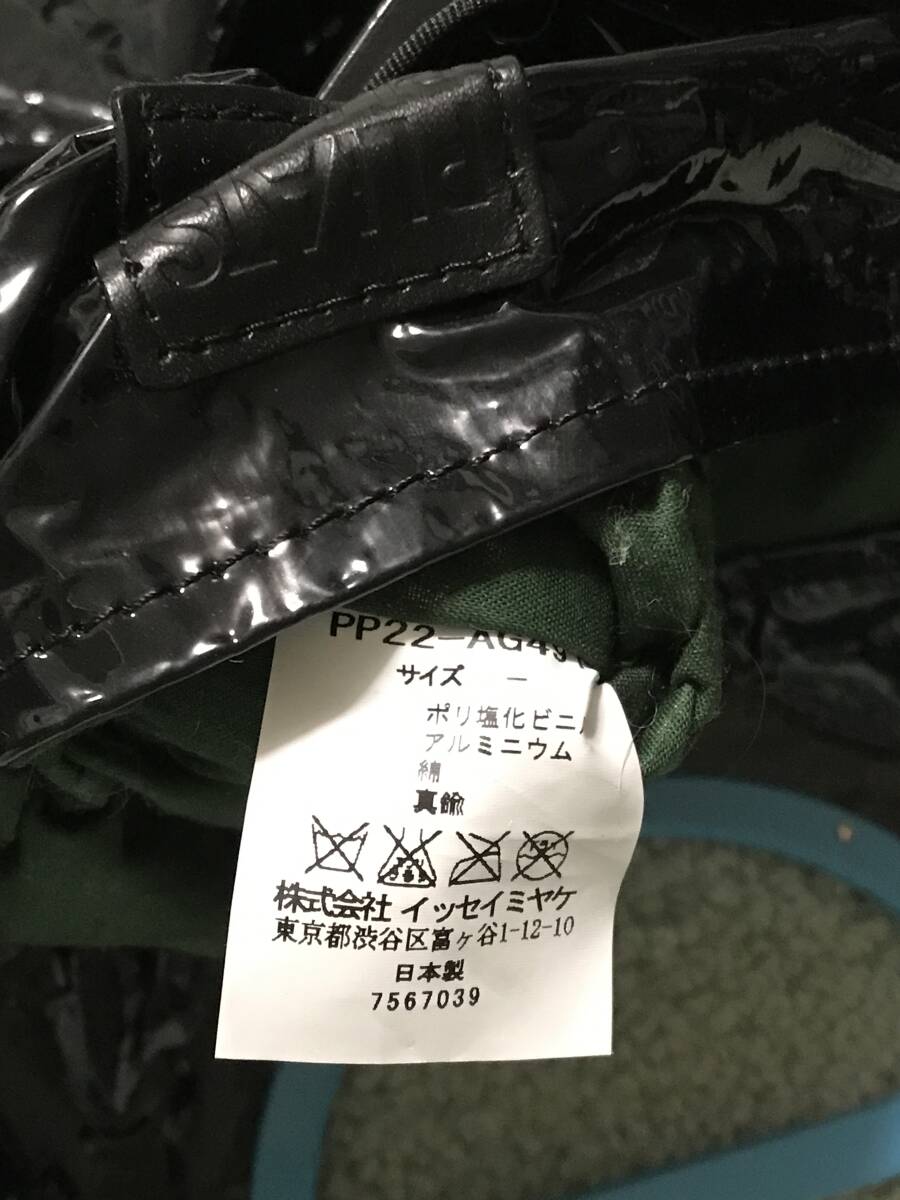 PLEATS
PP22-AG49
サイズ　－
ポリ塩化ビニ
アルミニウム
綿
真鍮
株式会社 イッセイミヤケ
東京都渋谷区富ヶ谷1-12-10
日本製
7567039